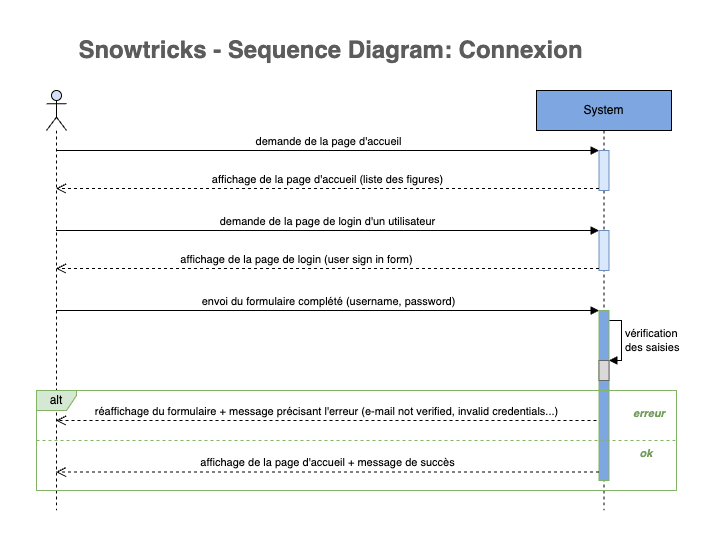 Snowtricks - Sequence Diagram: Connexion
System
demande de la page d'accueil
affichage de la page d'accueil (liste des figures)
demande de la page de login d'un utilisateur
affichage de la page de login (user sign in form)
envoi du formulaire complété (username, password)
vérification
des saisies
alt
réaffichage du formulaire + message précisant l'erreur (e-mail not verified, invalid credentials...)
erreur
ok
affichage de la page d'accueil + message de succès